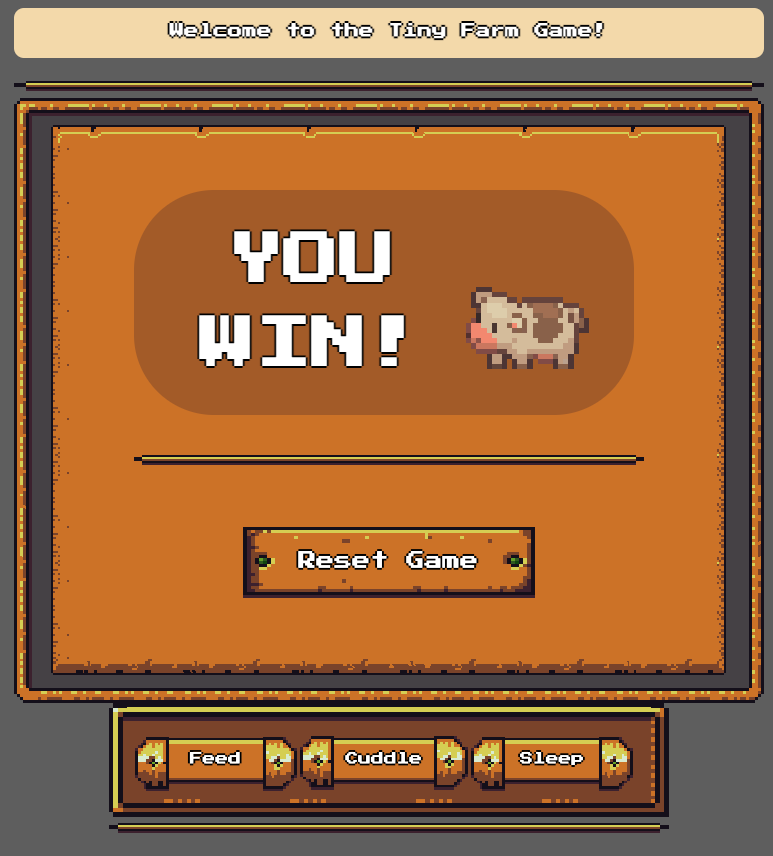 Welcome to the Tiny Farm Game!
YOU
WIN!
Reset Game
Feed Cuddle Sleep